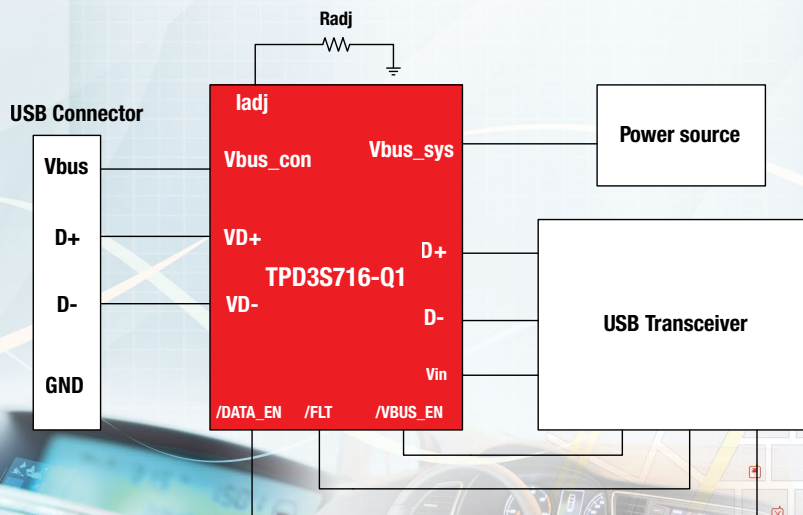 Radj
USB Connector
Iadj
Vbus
Vbus_con
Vbus_sys
Power source
D+
VD+
D+
TPD3S716-Q1
D-
VD-
D-
USB Transceiver
GND
Vin
/DATA_EN
/FLT
/VBUS_EN